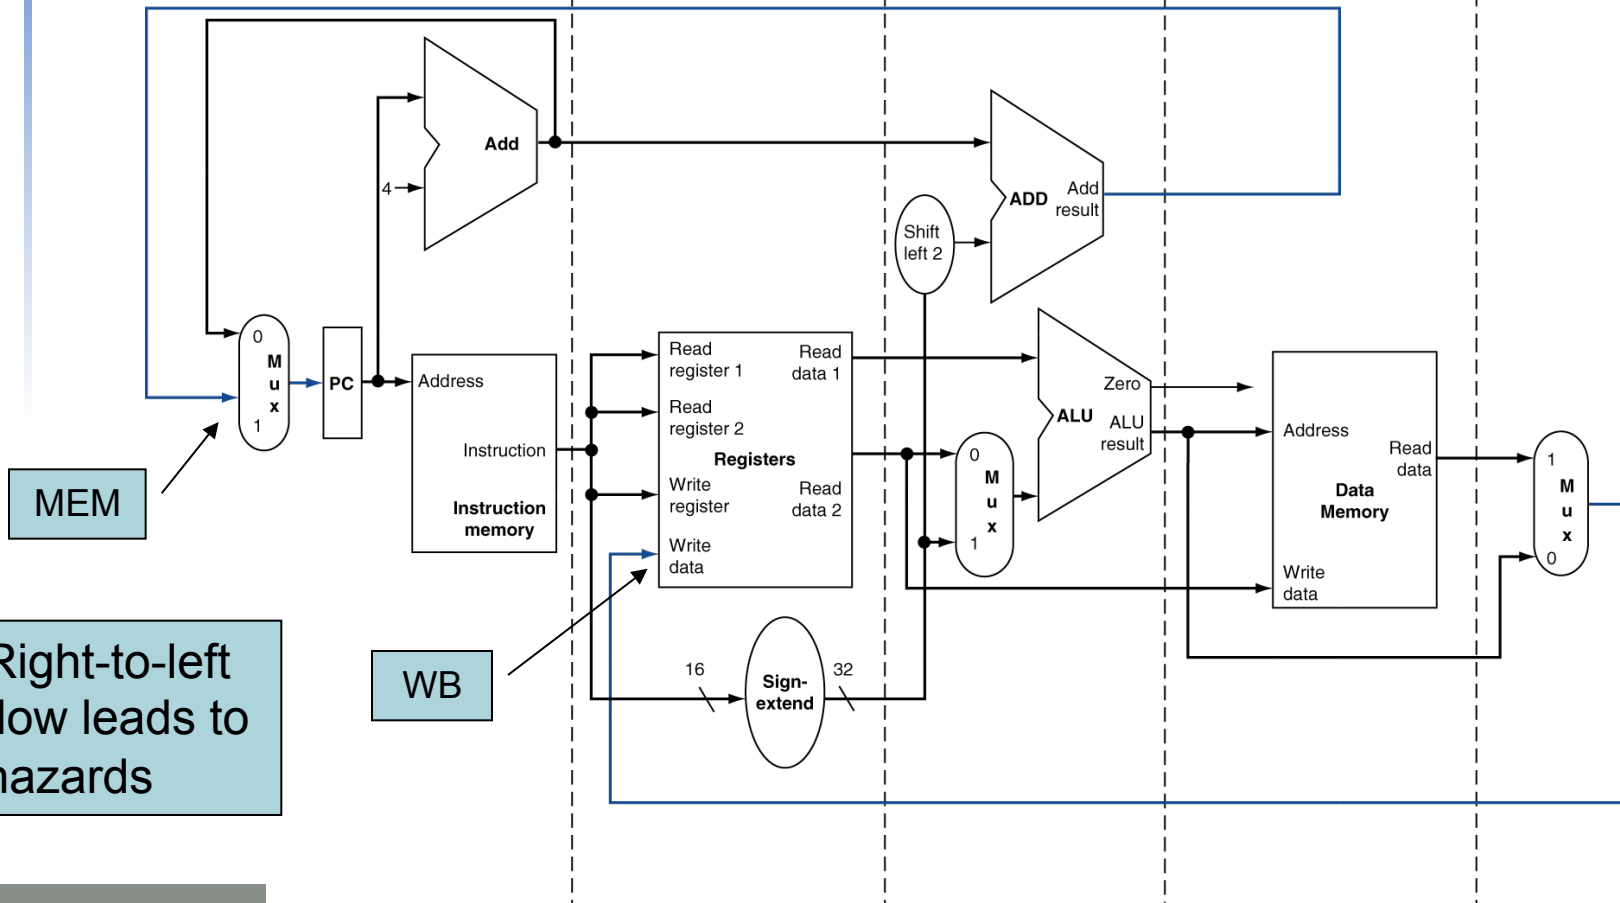 Add
4
ADD
Add
result
Shift
left 2
0
M
u
x
1
PC
Address
Instruction
Instruction
memory
MEM
Read
register 1
Read
register 2
Write
register
Write
data
Registers
Read
data 1
Read
data 2
16
Sign-
extend
32
0
M
u
x
1
Zero
ALU
ALU
result
Address
Read
data
Data
Memory
Write
data
1
M
u
x
0
WB
Right-to-left
low leads to
hazards